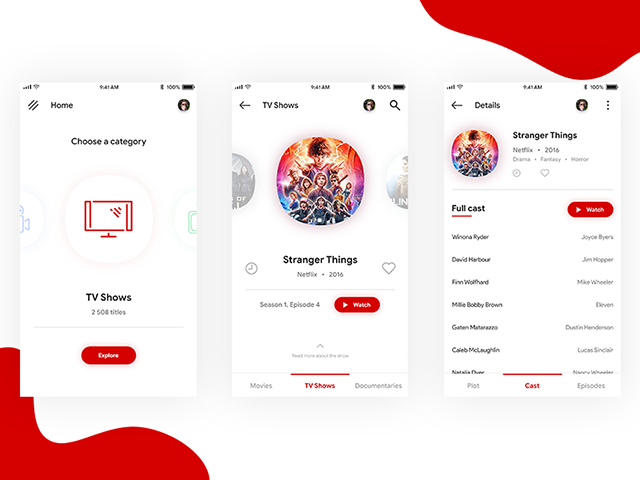 9:41 AM 100%
Home
Choose a category
TV Shows
2 508 titles
Explore
9:41 AM 100%
TV Shows
Stranger Things
Netflix • 2016
Season 1, Episode 4 Watch
Read more about the show
Movies TV Shows Documentaries
9:41 AM 100%
Details
Stranger Things
Netflix • 2016
Drama • Fantasy • Horror
Full cast Watch
Winona Ryder Joyce Byers
David Harbour Jim Hopper
Finn Wolfhard Mike Wheeler
Millie Bobby Brown Eleven
Gaten Matarazzo Dustin Henderson
Caleb McLaughlin Lucas Sinclair
Natalia Dyer Nancy Wheeler
Plot Cast Episodes